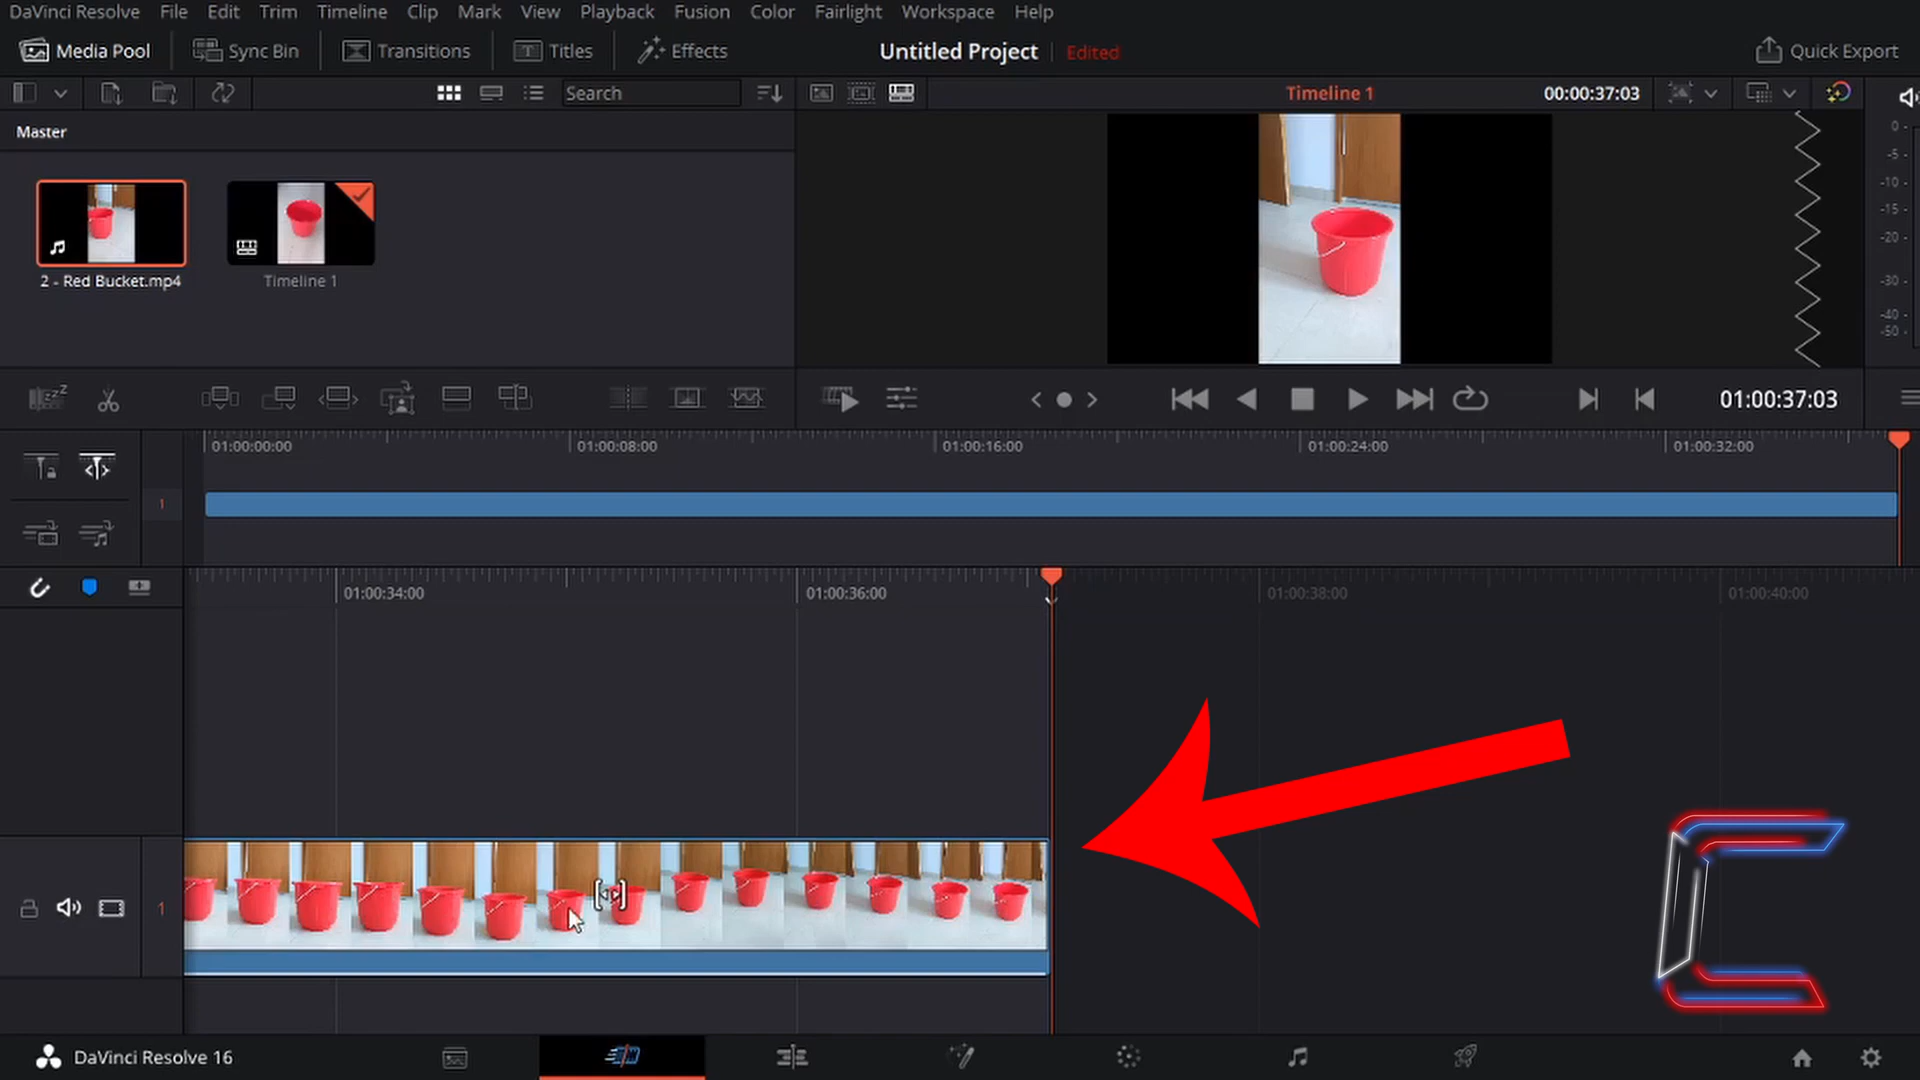 DaVinci Resolve File Edit Trim Timeline Clip Mark View Playback Fusion Color Fairlight Workspace Help
Media Pool Sync Bin Transitions Titles Effects Untitled Project Edited Quick Export
Search Timeline 1 00:00:37:03
Master
0
-5
-10
-15
-20
-30
-40
-50
2 - Red Bucket.mp4 Timeline 1
01:00:37:03
01:00:00:00 01:00:08:00 01:00:16:00 01:00:24:00 01:00:32:00
1
01:00:34:00 01:00:36:00 01:00:38:00 01:00:40:00
1
DaVinci Resolve 16